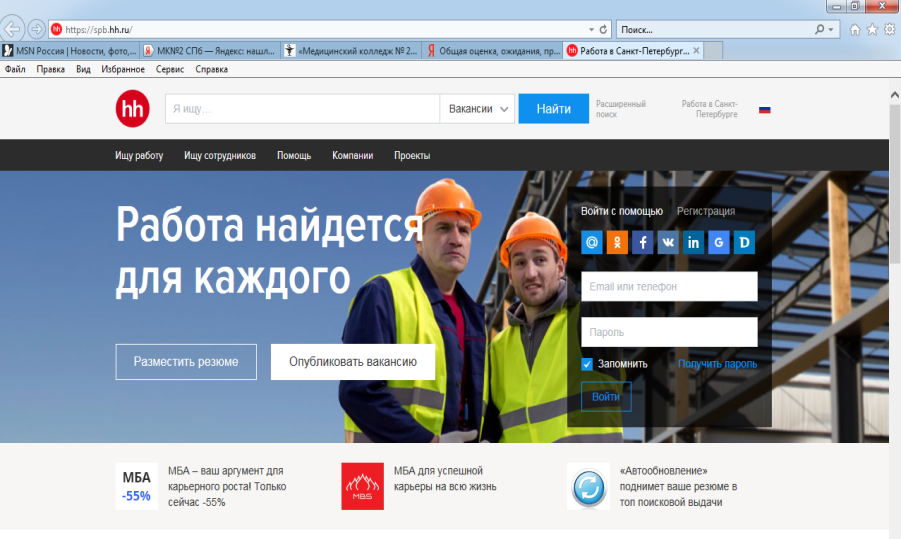 https://spb.hh.ru/
Поиск...
MSN Россия | Новости, фото,...
МК№2 СПб — Яндекс: нашл...
«Медицинский колледж № 2...
Общая оценка, ожидания, пр...
Работа в Санкт-Петербург...
Файл Правка Вид Избранное Сервис Справка
hh
Я ищу...
Вакансии
Найти
Расширенный
поиск
Работа в Санкт-
Петербурге
Ищу работу Ищу сотрудников Помощь Компании Проекты
Работа найдется
для каждого
Разместить резюме
Опубликовать вакансию
Войти с помощью Регистрация
Email или телефон
Пароль
Запомнить Получить пароль
Войти
МБА
-55%
МБА – ваш аргумент для
карьерного роста! Только
сейчас -55%
MBS
МБА для успешной
карьеры на всю жизнь
«Автообновление»
поднимет ваше резюме в
топ поисковой выдачи